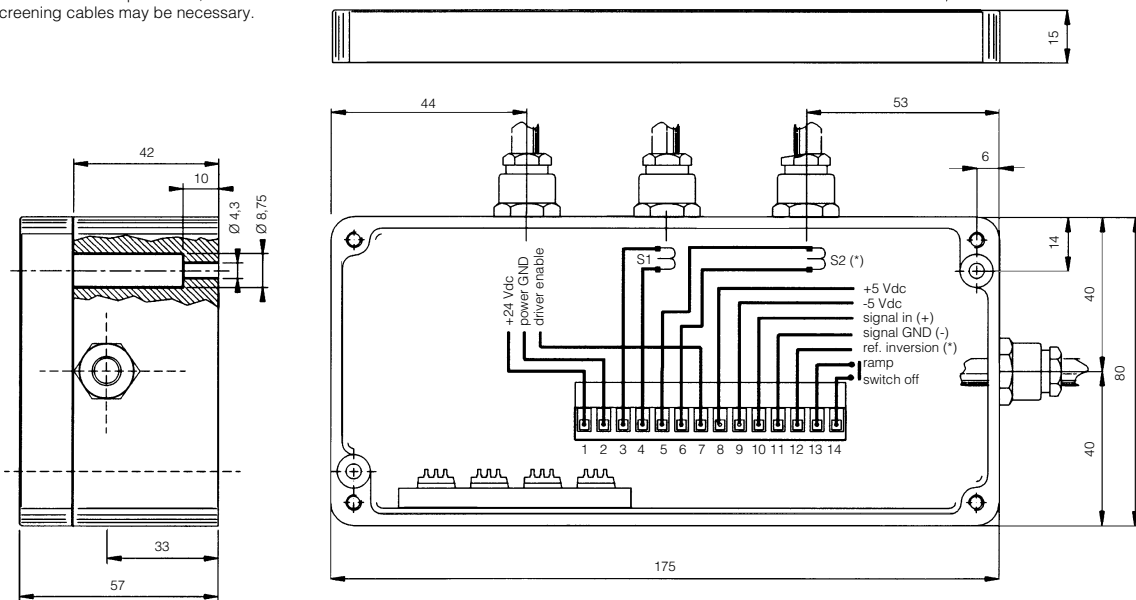 creening cables may be necessary.
15
44
53
6
42
10
Ø 4,3
Ø 8,75
14
40
80
40
+24 Vdc
power GND
driver enable
S1
S2 (*)
+5 Vdc
-5 Vdc
signal in (+)
signal GND (-)
ref. inversion (*)
ramp
switch off
1 2 3 4 5 6 7 8 9 10 11 12 13 14
33
57
175